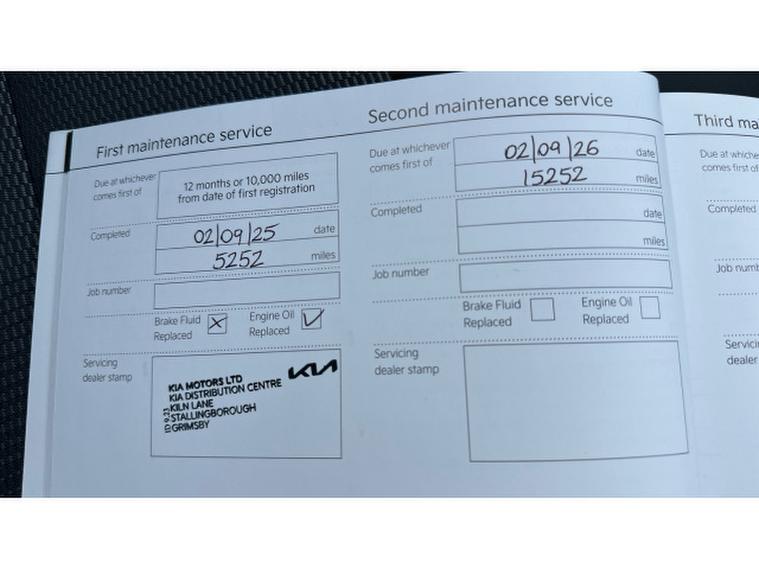 First maintenance service
Due at whichever
comes first of
12 months or 10,000 miles
from date of first registration
Completed
02/09/25 date
5252 miles
Job number
Brake Fluid
Replaced
Engine Oil
Replaced
Servicing
dealer stamp
KIA
KIA MOTORS LTD
KIA DISTRIBUTION CENTRE
KILN LANE
STALLINGBOROUGH
GRIMSBY
Second maintenance service
Due at whichever
comes first of
02/09/26 date
15252 miles
Completed
date
miles
Job number
Brake Fluid
Replaced
Engine Oil
Replaced
Servicing
dealer stamp
Third ma
Due at whiche
comes first of
Completed
Job numb
Servici
dealer